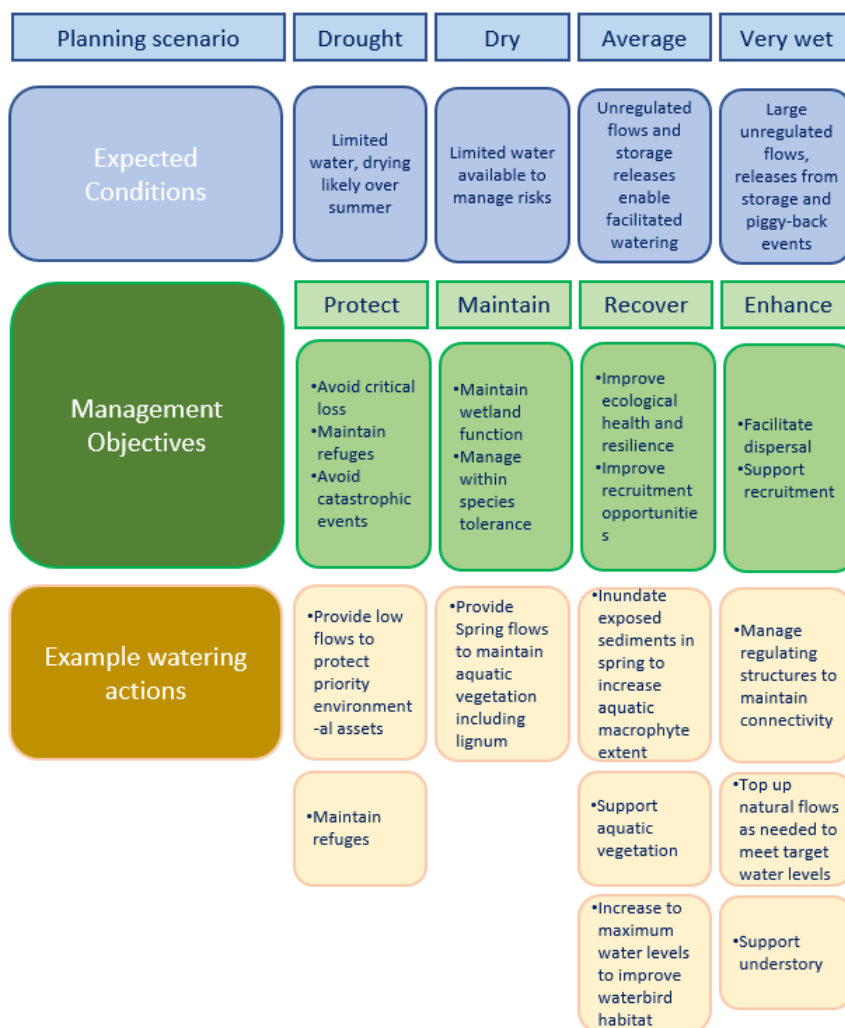 Planning scenario
Drought
Dry
Average
Very wet
Expected
Conditions
Limited
water, drying
likely over
summer
Limited water
available to
manage risks
Unregulated
flows and
storage
releases
enable
facilitated
watering
Large
unregulated
flows,
releases from
storage and
piggy-back
events
Management
Objectives
Protect
Maintain
Recover
Enhance
•Avoid critical
loss
•Maintain
refuges
•Avoid
catastrophic
events
•Maintain
wetland
function
•Manage
within
species
tolerance
•Improve
ecological
health and
resilience
•Improve
recruitment
opportunitie
s
•Facilitate
dispersal
•Support
recruitment
Example watering
actions
•Provide low
flows to
protect
priority
environment
-al assets
•Provide
Spring flows
to maintain
aquatic
vegetation
including
lignum
•Inundate
exposed
sediments in
spring to
increase
aquatic
macrophyte
extent
•Manage
regulating
structures to
maintain
connectivity
•Maintain
refuges
•Support
aquatic
vegetation
•Top up
natural flows
as needed to
meet target
water levels
•Increase to
maximum
water levels
to improve
waterbird
habitat
•Support
understory